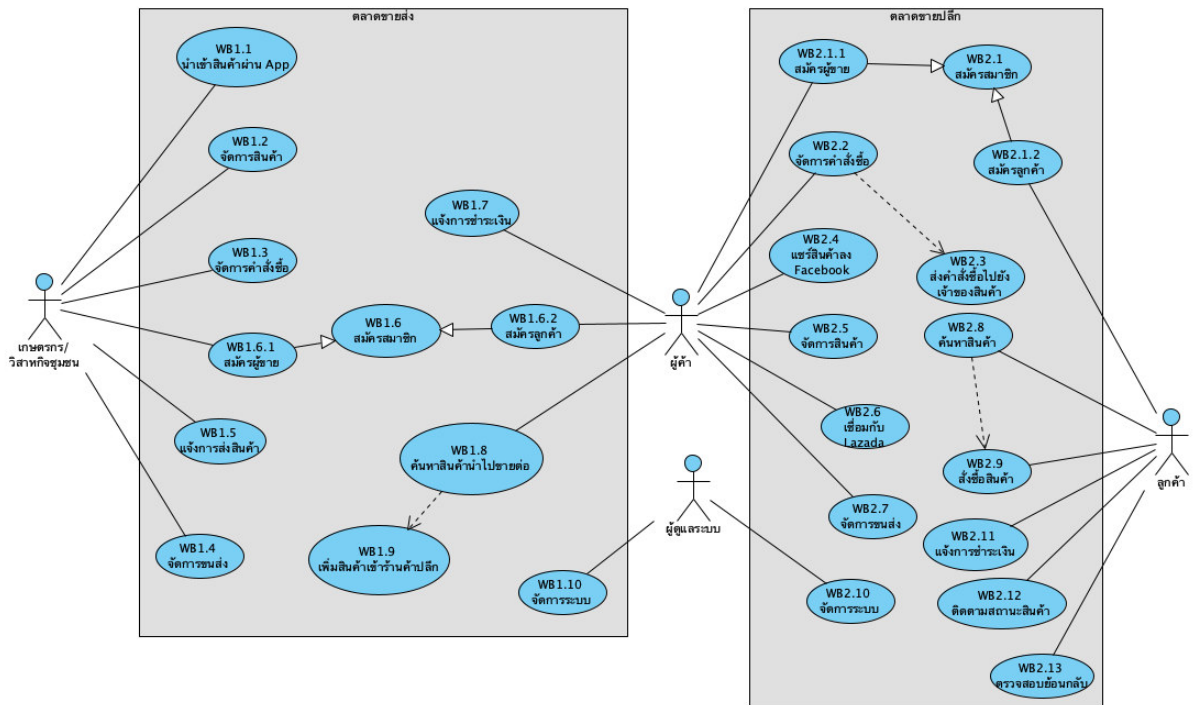 ตลาดขายส่ง
WB1.1
นำเข้าสินค้าผ่าน App
WB1.2
จัดการสินค้า
WB1.7
แจ้งการชำระเงิน
WB1.3
จัดการคำสั่งซื้อ
WB1.6
สมัครสมาชิก
WB1.6.2
สมัครลูกค้า
WB1.6.1
สมัครผู้ขาย
WB1.5
แจ้งการส่งสินค้า
WB1.8
ค้นหาสินค้านำไปขายต่อ
WB1.4
จัดการขนส่ง
WB1.9
เพิ่มสินค้าเข้าร้านค้าปลีก
WB1.10
จัดการระบบ
เกษตรกร/
วิสาหกิจชุมชน
ผู้ค้า
ผู้ดูแลระบบ
ตลาดขายปลีก
WB2.1.1
สมัครผู้ขาย
WB2.1
สมัครสมาชิก
WB2.2
จัดการคำสั่งซื้อ
WB2.1.2
สมัครลูกค้า
WB2.4
แชร์สินค้าลง
Facebook
WB2.3
ส่งคำสั่งซื้อไปยัง
เจ้าของสินค้า
WB2.5
จัดการสินค้า
WB2.8
ค้นหาสินค้า
WB2.6
เชื่อมกับ
Lazada
WB2.9
สั่งซื้อสินค้า
WB2.7
จัดการขนส่ง
WB2.11
แจ้งการชำระเงิน
WB2.10
จัดการระบบ
WB2.12
ติดตามสถานะสินค้า
WB2.13
ตรวจสอบย้อนกลับ
ลูกค้า